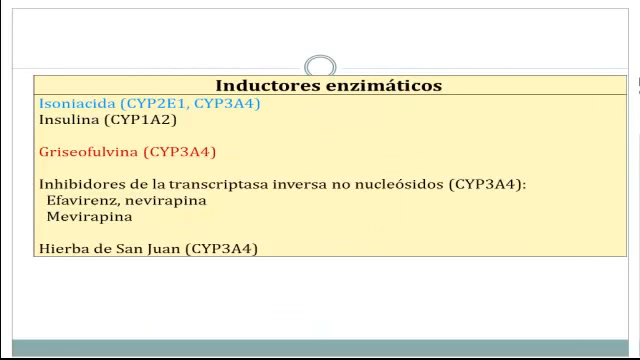 Inductores enzimáticos
Isoniacida (CYP2E1, CYP3A4)
Insulina (CYP1A2)
Griseofulvina (CYP3A4)
Inhibidores de la transcriptasa inversa no nucleósidos (CYP3A4):
Efavirenz, nevirapina
Mevirapina
Hierba de San Juan (CYP3A4)